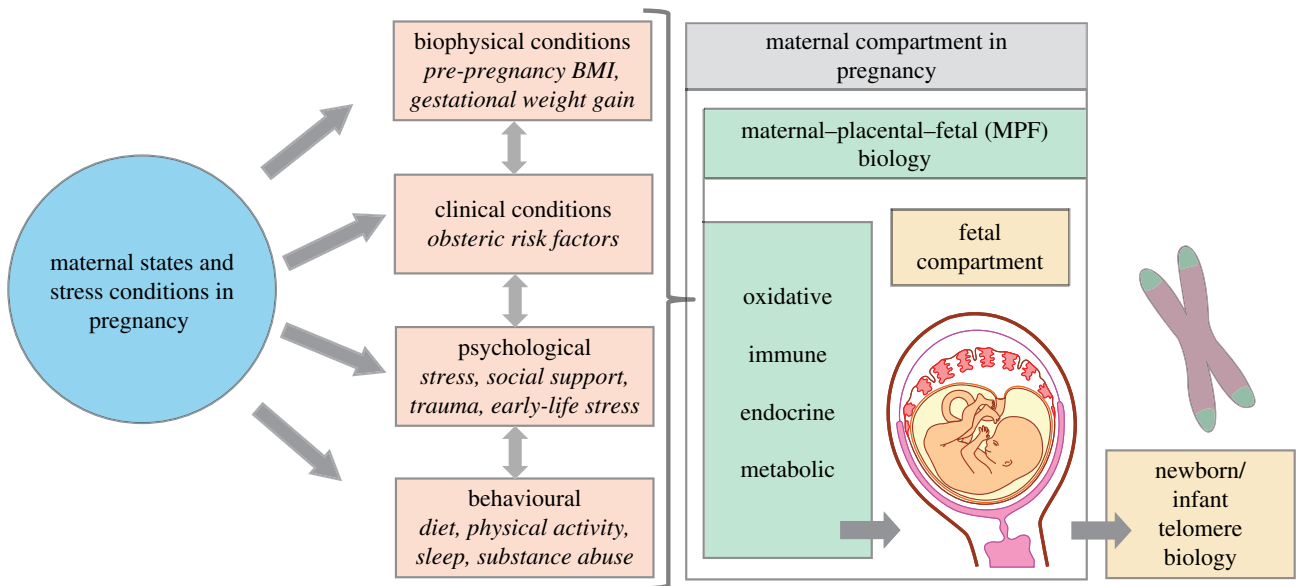 maternal states and
stress conditions in
pregnancy
biophysical conditions
pre-pregnancy BMI,
gestational weight gain
clinical conditions
obsteric risk factors
psychological
stress, social support,
trauma, early-life stress
behavioural
diet, physical activity,
sleep, substance abuse
maternal compartment in
pregnancy
maternal–placental–fetal (MPF)
biology
oxidative
immune
endocrine
metabolic
fetal
compartment
newborn/
infant
telomere
biology